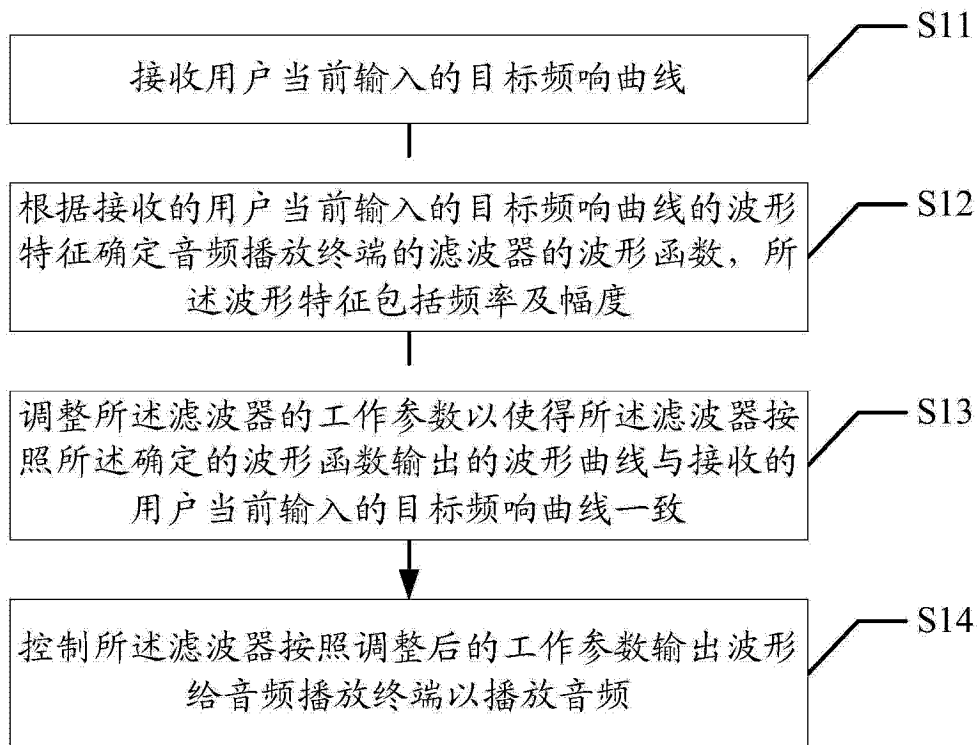 S11
接收用户当前输入的目标频响曲线
S12
根据接收的用户当前输入的目标频响曲线的波形
特征确定音频播放终端的滤波器的波形函数，所
述波形特征包括频率及幅度
S13
调整所述滤波器的工作参数以使得所述滤波器按
照所述确定的波形函数输出的波形曲线与接收的
用户当前输入的目标频响曲线一致
S14
控制所述滤波器按照调整后的工作参数输出波形
给音频播放终端以播放音频